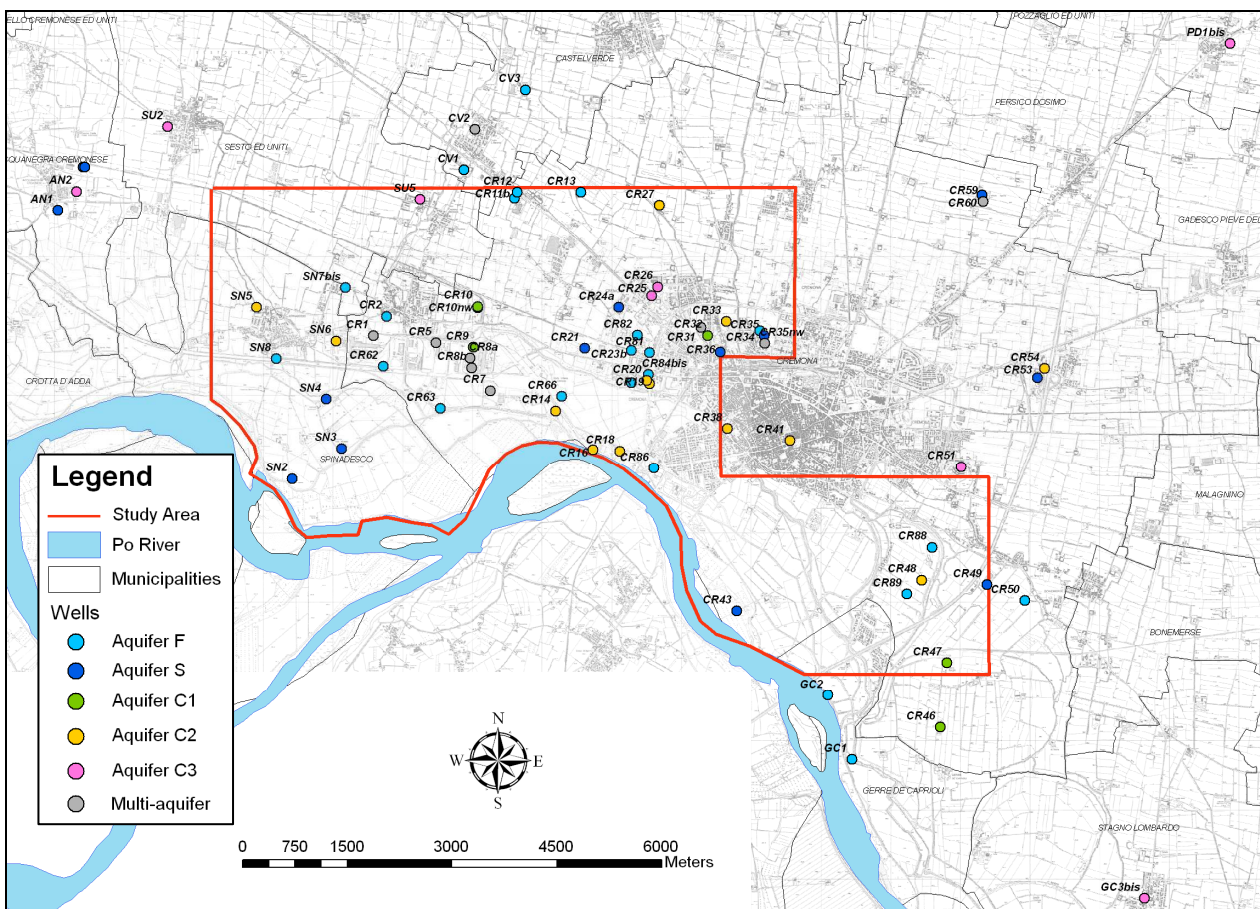 ELLO CREMONESE ED UNITI
POZZAGLIO ED UNITI
PD1bis
CASTELVERDE
CV3
PERSICO DOSIMO
SU2
CV2
SESTO ED UNITI
SQUANEGRA CREMONESE
CV1
AN2
AN1
SU5
CR12
CR11b
CR13
CR27
CR59
CR60
GADESCO PIEVE DEL
SN7bis
CR26
CR25
CR24a
SN5
CR10
CR10nw
CR2
CR33
CR32
CR31
CR35
CR35nw
CR34
SN6
CR1
CR5
CR9
CR8a
CR8b
CR82
CR81
CR21
CR23b
CR36
CREMONA
SN8
CR62
CR84bis
CR20
CR19
CR54
CR53
CROTTA D'ADDA
SN4
CR7
CR66
CR14
CR63
CR38
CR41
SN3
SPINADESCO
SN2
CR18
CR16
CR86
CR51
MALAGNINO
CR88
CR48
CR89
CR49
CR50
CR43
BONEMERSE
CR47
GC2
CR46
GC1
GERRE DE'CAPRIOLI
STAGNO LOMBARDO
GC3bis
Legend
Study Area
Po River
Municipalities
Wells
Aquifer F
Aquifer S
Aquifer C1
Aquifer C2
Aquifer C3
Multi-aquifer
N
W E
S
0 750 1500 3000 4500 6000
Meters